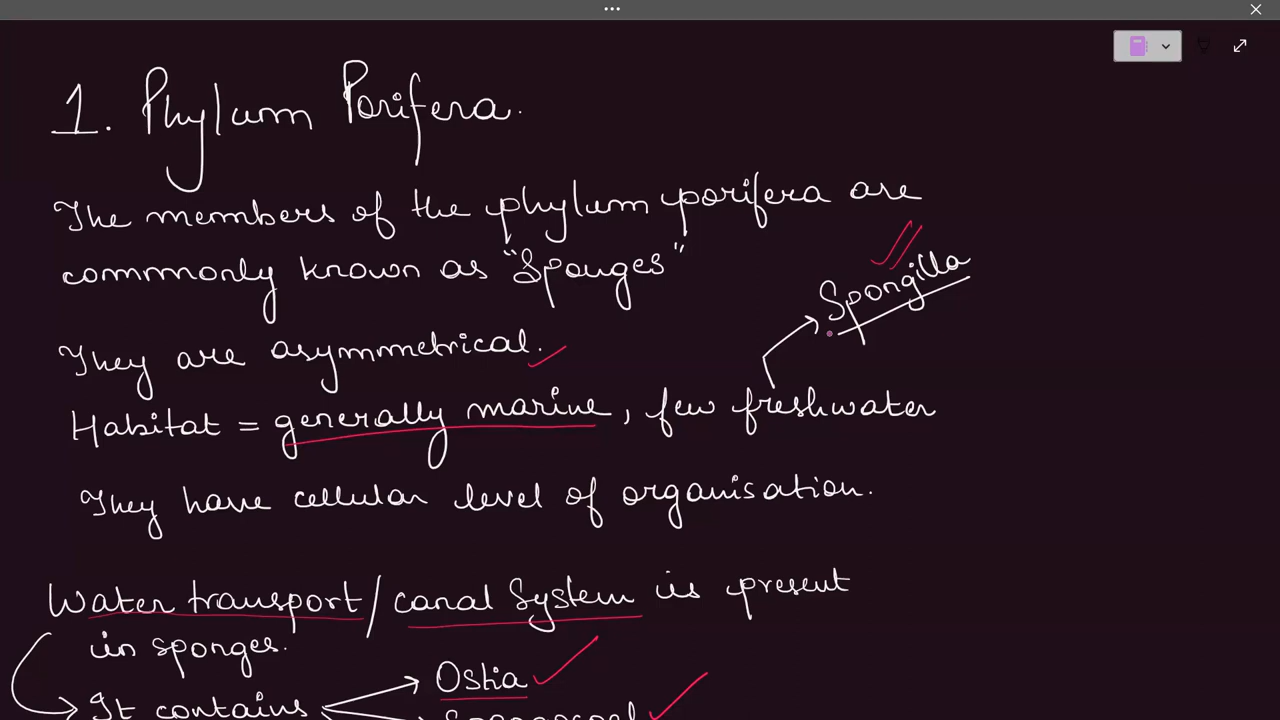 1. Phylum Porifera.
The members of the phylum porifera are
commonly known as "Sponges"
Spongilla
They are asymmetrical.
Habitat = generally marine, few freshwater
They have cellular level of organisation.
Water transport/canal System is present
in sponges.
Ostia
It contains
Spongocoel